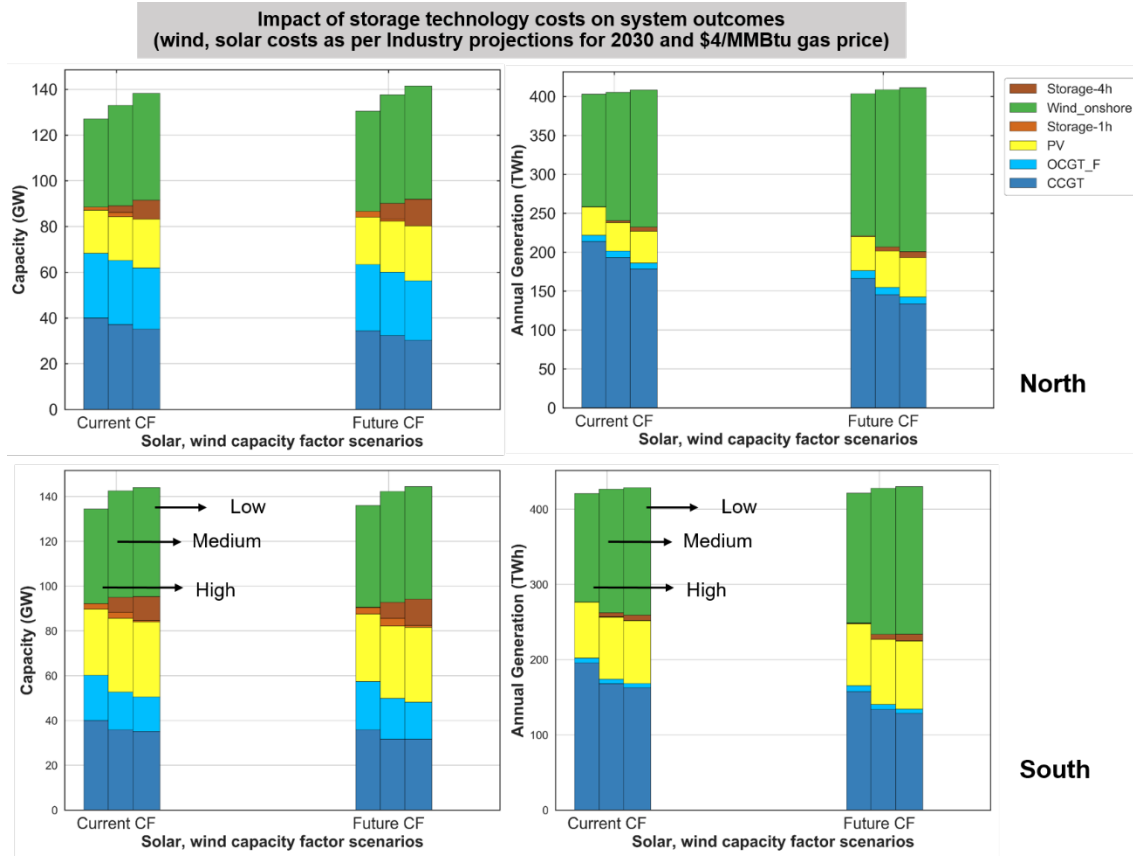 Impact of storage technology costs on system outcomes
(wind, solar costs as per Industry projections for 2030 and $4/MMBtu gas price)
Capacity (GW)
140
120
100
80
60
40
20
0
Current CF
Future CF
Solar, wind capacity factor scenarios
Annual Generation (TWh)
400
350
300
250
200
150
100
50
0
Current CF
Future CF
Solar, wind capacity factor scenarios
Storage-4h
Wind_onshore
Storage-1h
PV
OCGT_F
CCGT
North
Capacity (GW)
140
120
100
80
60
40
20
0
Low
Medium
High
Current CF
Future CF
Solar, wind capacity factor scenarios
Annual Generation (TWh)
400
300
200
100
0
Low
Medium
High
Current CF
Future CF
Solar, wind capacity factor scenarios
South